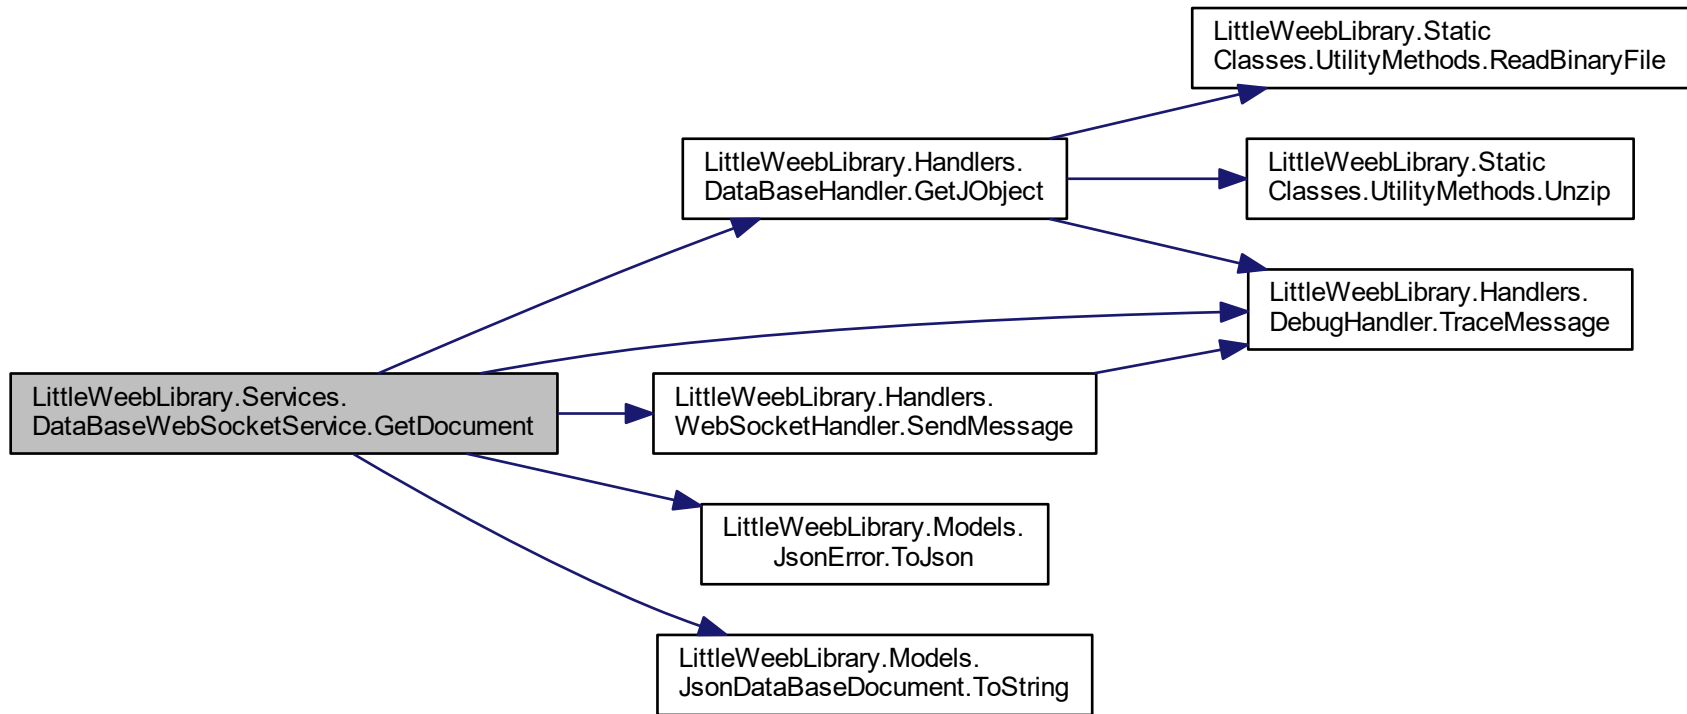 LittleWeebLibrary.Static
Classes.UtilityMethods.ReadBinaryFile
LittleWeebLibrary.Handlers.
DataBaseHandler.GetJObject
LittleWeebLibrary.Static
Classes.UtilityMethods.Unzip
LittleWeebLibrary.Handlers.
DebugHandler.TraceMessage
LittleWeebLibrary.Services.
DataBaseWebSocketService.GetDocument
LittleWeebLibrary.Handlers.
WebSocketHandler.SendMessage
LittleWeebLibrary.Models.
JsonError.ToJson
LittleWeebLibrary.Models.
JsonDataBaseDocument.ToString